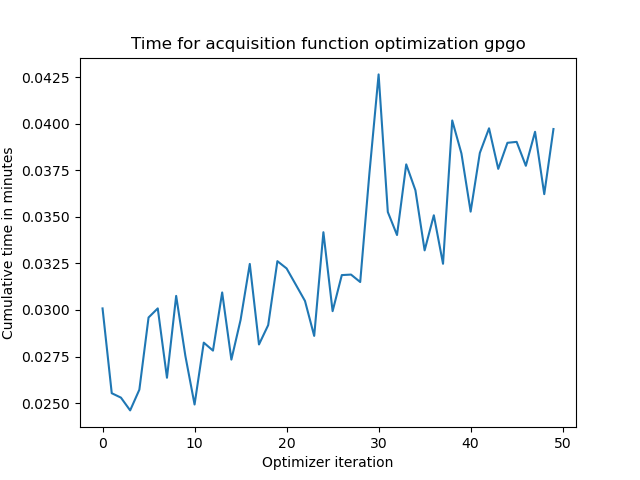 Time for acquisition function optimization gpgo
Cumulative time in minutes
0.0425
0.0400
0.0375
0.0350
0.0325
0.0300
0.0275
0.0250
0 10 20 30 40 50
Optimizer iteration